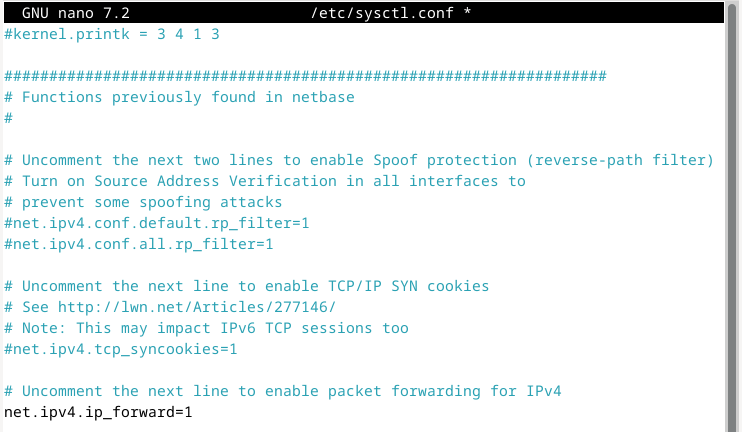 GNU nano 7.2 /etc/sysctl.conf *
#kernel.printk = 3 4 1 3
###################################################################
# Functions previously found in netbase
#
# Uncomment the next two lines to enable Spoof protection (reverse-path filter)
# Turn on Source Address Verification in all interfaces to
# prevent some spoofing attacks
#net.ipv4.conf.default.rp_filter=1
#net.ipv4.conf.all.rp_filter=1
# Uncomment the next line to enable TCP/IP SYN cookies
# See http://lwn.net/Articles/277146/
# Note: This may impact IPv6 TCP sessions too
#net.ipv4.tcp_syncookies=1
# Uncomment the next line to enable packet forwarding for IPv4
net.ipv4.ip_forward=1